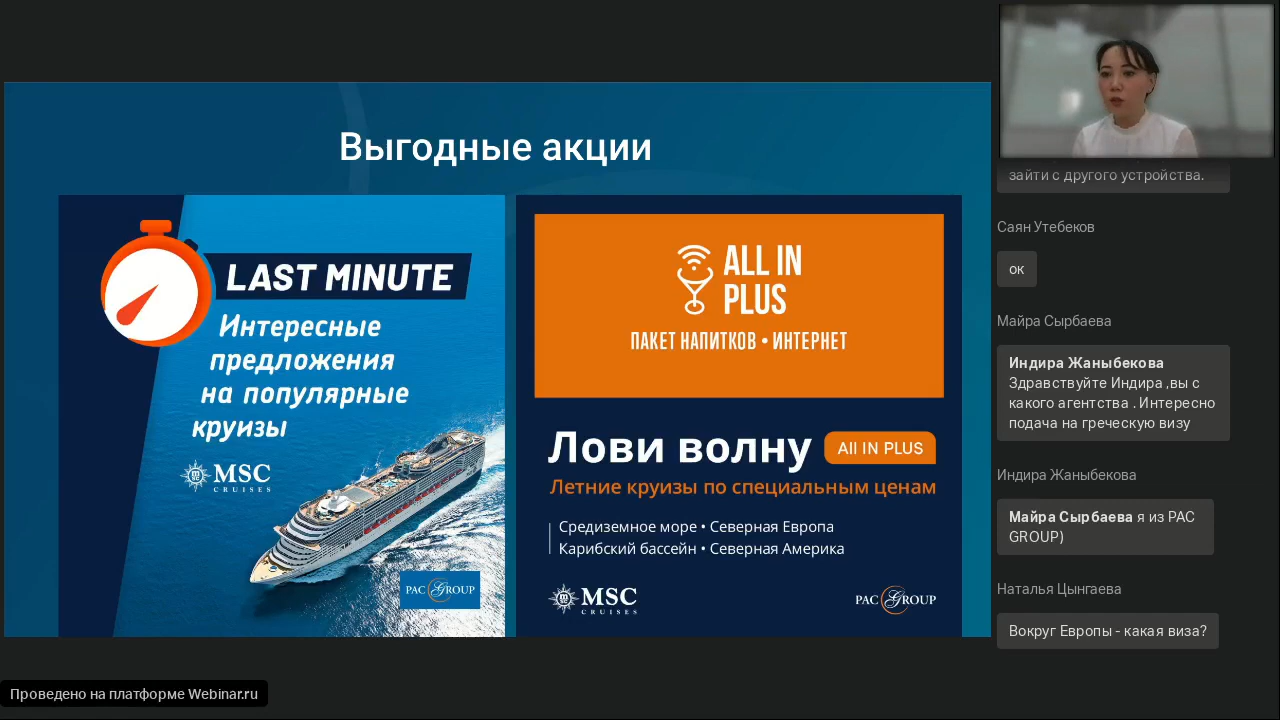 Выгодные акции
LAST MINUTE
Интересные
предложения
на популярные
круизы
MSC
CRUISES
PAC GROUP
ALL IN
PLUS
ПАКЕТ НАПИТКОВ • ИНТЕРНЕТ
Лови волну
All IN PLUS
Летние круизы по специальным ценам
Средиземное море • Северная Европа
Карибский бассейн • Северная Америка
MSC
CRUISES
PAC GROUP
зайти с другого устройства.
Саян Утебеков
ок
Майра Сырбаева
Индира Жаныбекова
Здравствуйте Индира ,вы с
какого агентства . Интересно
подача на греческую визу
Индира Жаныбекова
Майра Сырбаева я из PAC
GROUP)
Наталья Цынгаева
Вокруг Европы - какая виза?
Проведено на платформе Webinar.ru